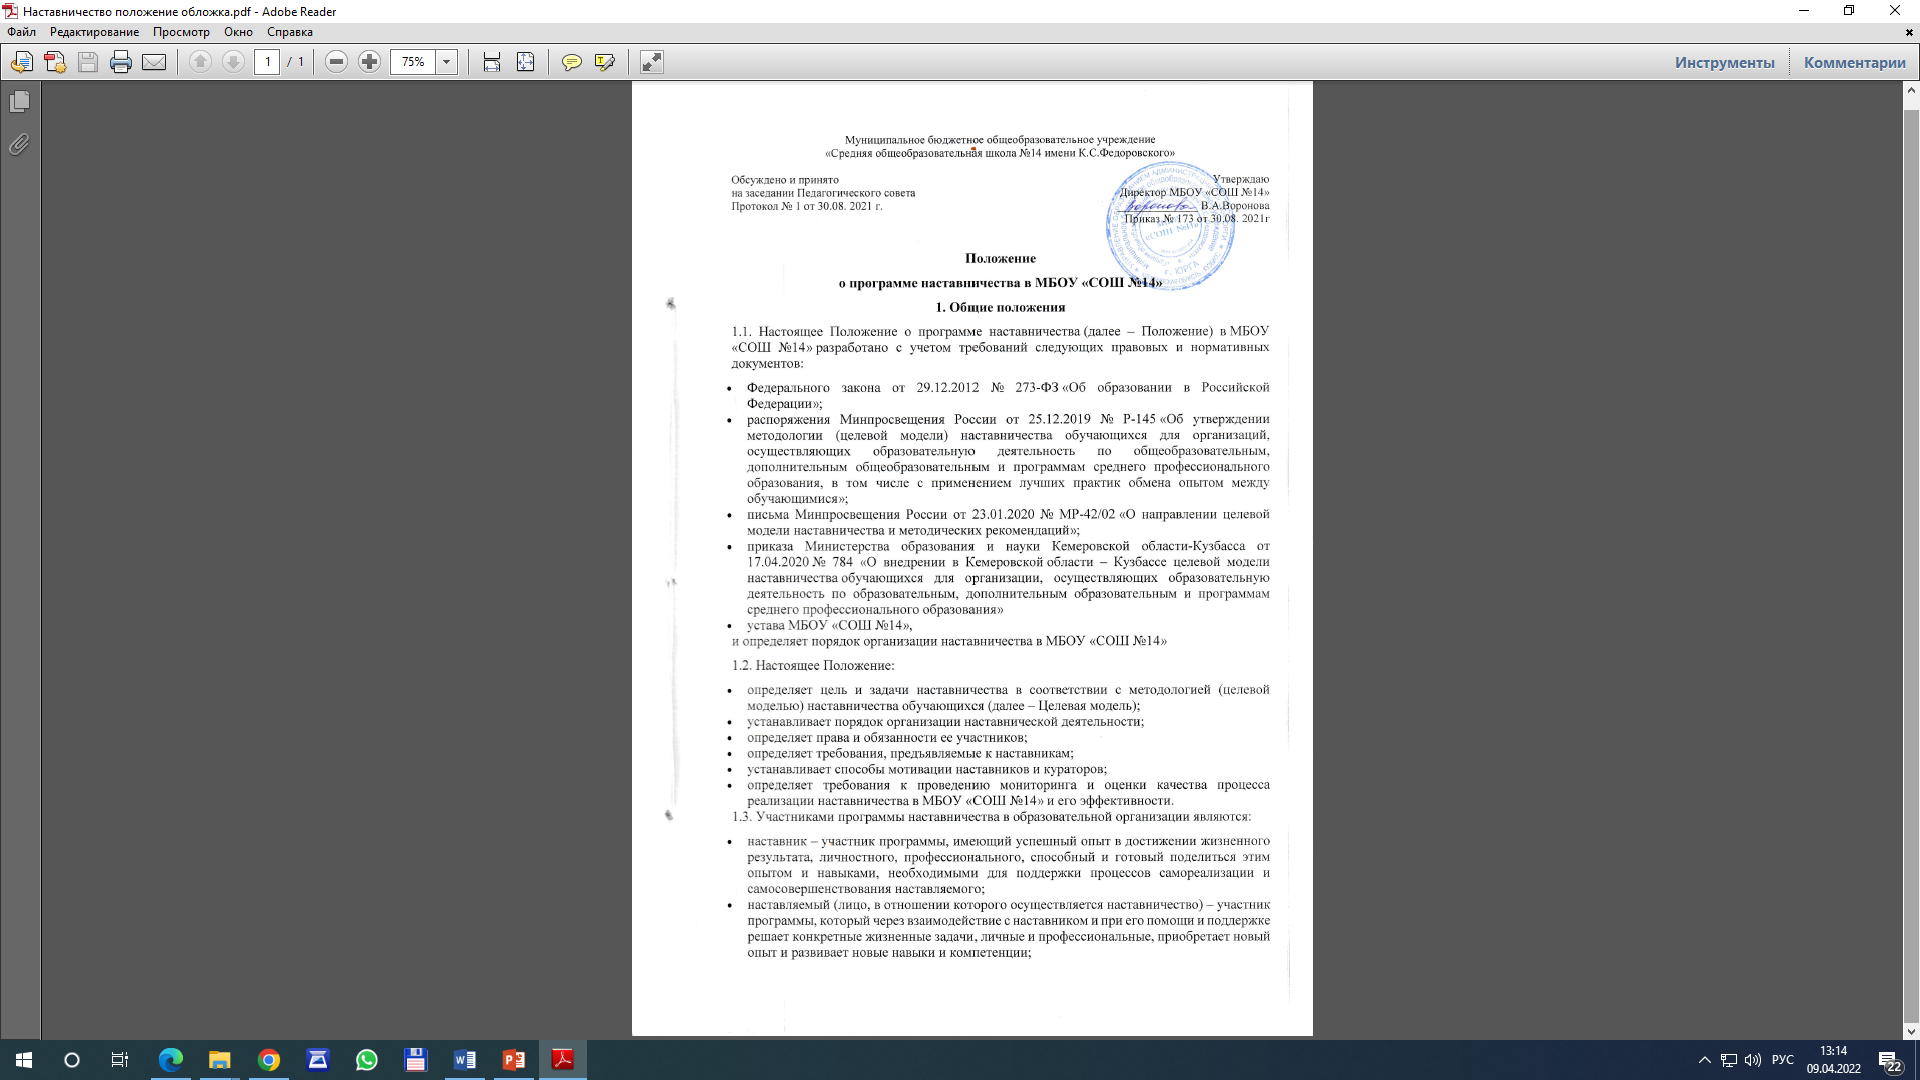 Наставничество положение обложка.pdf - Adobe Reader
Файл Редактирование Просмотр Окно Справка
1 / 1 75% Инструменты Комментарии
Муниципальное бюджетное общеобразовательное учреждение
«Средняя общеобразовательная школа №14 имени К.С.Федоровского»
Обсуждено и принято
на заседании Педагогического совета
Протокол № 1 от 30.08. 2021 г.
Утверждаю
Директор МБОУ «СОШ №14»
В.А.Воронова
Приказ № 173 от 30.08. 2021г
г. ЮРГА
Положение
о программе наставничества в МБОУ «СОШ №14»
1. Общие положения
1.1. Настоящее Положение о программе наставничества (далее – Положение) в МБОУ
«СОШ №14» разработано с учетом требований следующих правовых и нормативных
документов:
• Федерального закона от 29.12.2012 № 273-ФЗ «Об образовании в Российской
Федерации»;
• распоряжения Минпросвещения России от 25.12.2019 № Р-145 «Об утверждении
методологии (целевой модели) наставничества обучающихся для организаций,
осуществляющих образовательную деятельность по общеобразовательным,
дополнительным общеобразовательным и программам среднего профессионального
образования, в том числе с применением лучших практик обмена опытом между
обучающимися»;
• письма Минпросвещения России от 23.01.2020 № МР-42/02 «О направлении целевой
модели наставничества и методических рекомендаций»;
• приказа Министерства образования и науки Кемеровской области-Кузбасса от
17.04.2020 № 784 «О внедрении в Кемеровской области – Кузбассе целевой модели
наставничества обучающихся для организации, осуществляющих образовательную
деятельность по образовательным, дополнительным образовательным и программам
среднего профессионального образования»
• устава МБОУ «СОШ №14»,
и определяет порядок организации наставничества в МБОУ «СОШ №14»
1.2. Настоящее Положение:
• определяет цель и задачи наставничества в соответствии с методологией (целевой
моделью) наставничества обучающихся (далее – Целевая модель);
• устанавливает порядок организации наставнической деятельности;
• определяет права и обязанности ее участников;
• определяет требования, предъявляемые к наставникам;
• устанавливает способы мотивации наставников и кураторов;
• определяет требования к проведению мониторинга и оценки качества процесса
реализации наставничества в МБОУ «СОШ №14» и его эффективности.
1.3. Участниками программы наставничества в образовательной организации являются:
• наставник – участник программы, имеющий успешный опыт в достижении жизненного
результата, личностного, профессионального, способный и готовый поделиться этим
опытом и навыками, необходимыми для поддержки процессов самореализации и
самосовершенствования наставляемого;
• наставляемый (лицо, в отношении которого осуществляется наставничество) – участник
программы, который через взаимодействие с наставником и при его помощи и поддержке
решает конкретные жизненные задачи, личные и профессиональные, приобретает новый
опыт и развивает новые навыки и компетенции;
РУС 13:14
09.04.2022 22